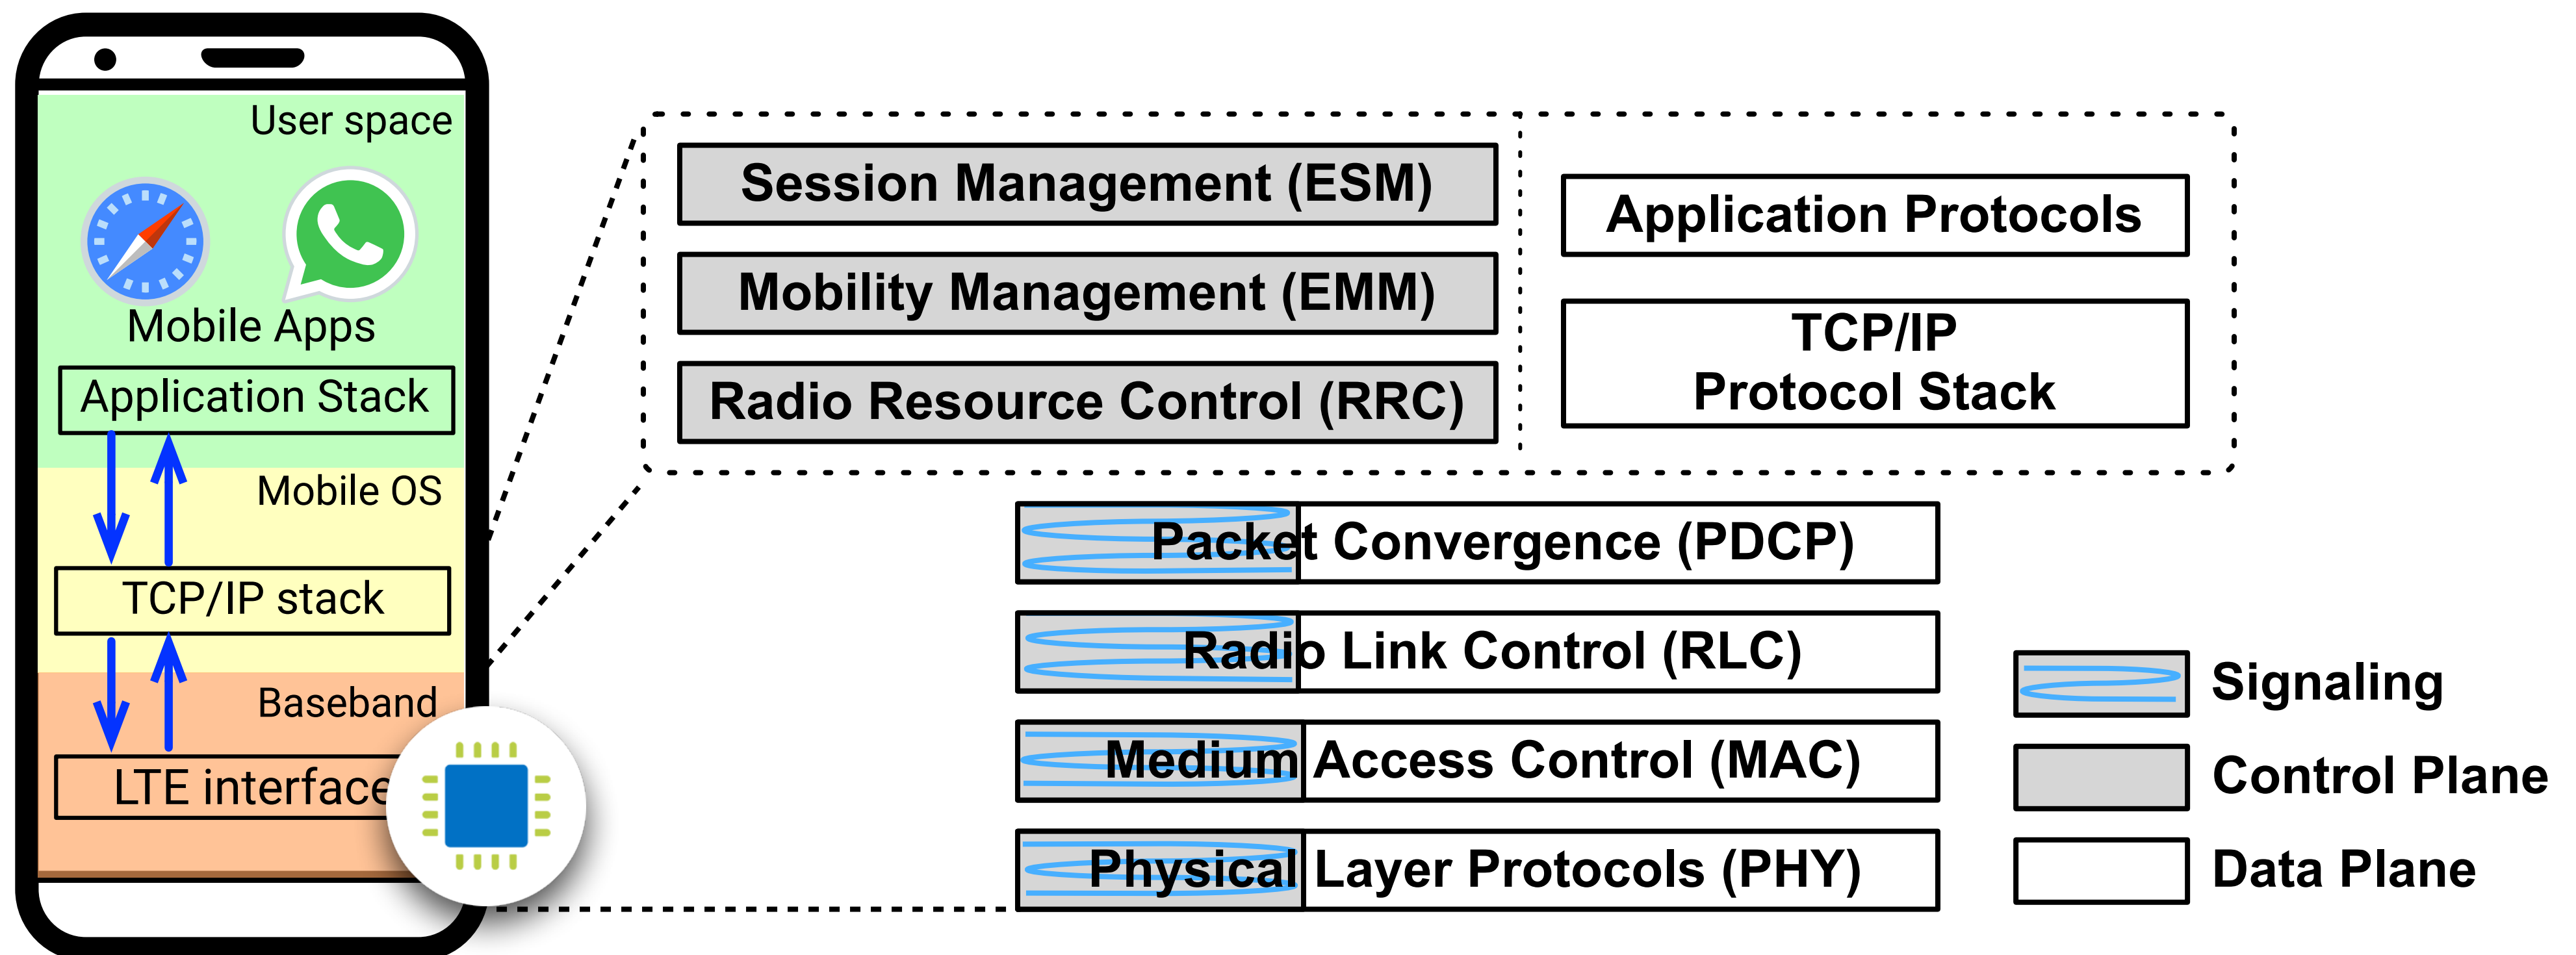 User space
Mobile Apps
Application Stack
Mobile OS
TCP/IP stack
Baseband
LTE interface
Session Management (ESM)
Mobility Management (EMM)
Radio Resource Control (RRC)
Application Protocols
TCP/IP
Protocol Stack
Packet Convergence (PDCP)
Radio Link Control (RLC)
Medium Access Control (MAC)
Physical Layer Protocols (PHY)
Signaling
Control Plane
Data Plane